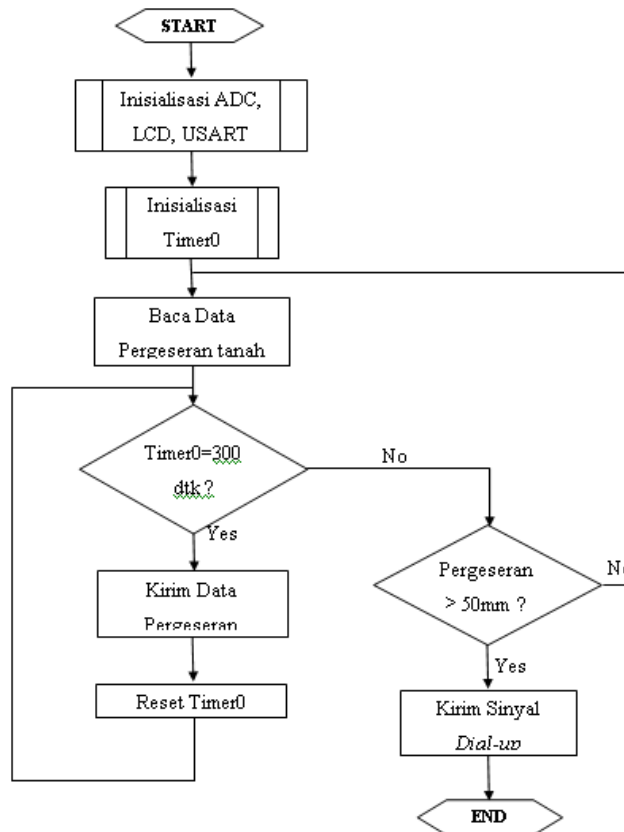 START
Inisialisasi ADC,
LCD, USART
Inisialisasi
Timer0
Baca Data
Pergeseran tanah
Timer0=300
dtk ?
No
Yes
Kirim Data
Pergeseran
Reset Timer0
Pergeseran
> 50mm ?
No
Yes
Kirim Sinyal
Dial-up
END